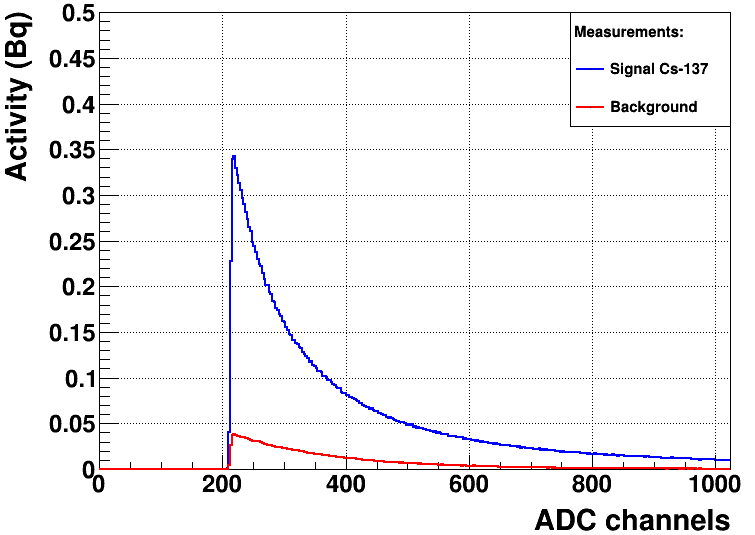 Activity (Bq)
0.5
0.45
0.4
0.35
0.3
0.25
0.2
0.15
0.1
0.05
0
0 200 400 600 800 1000
ADC channels
Measurements:
Signal Cs-137
Background